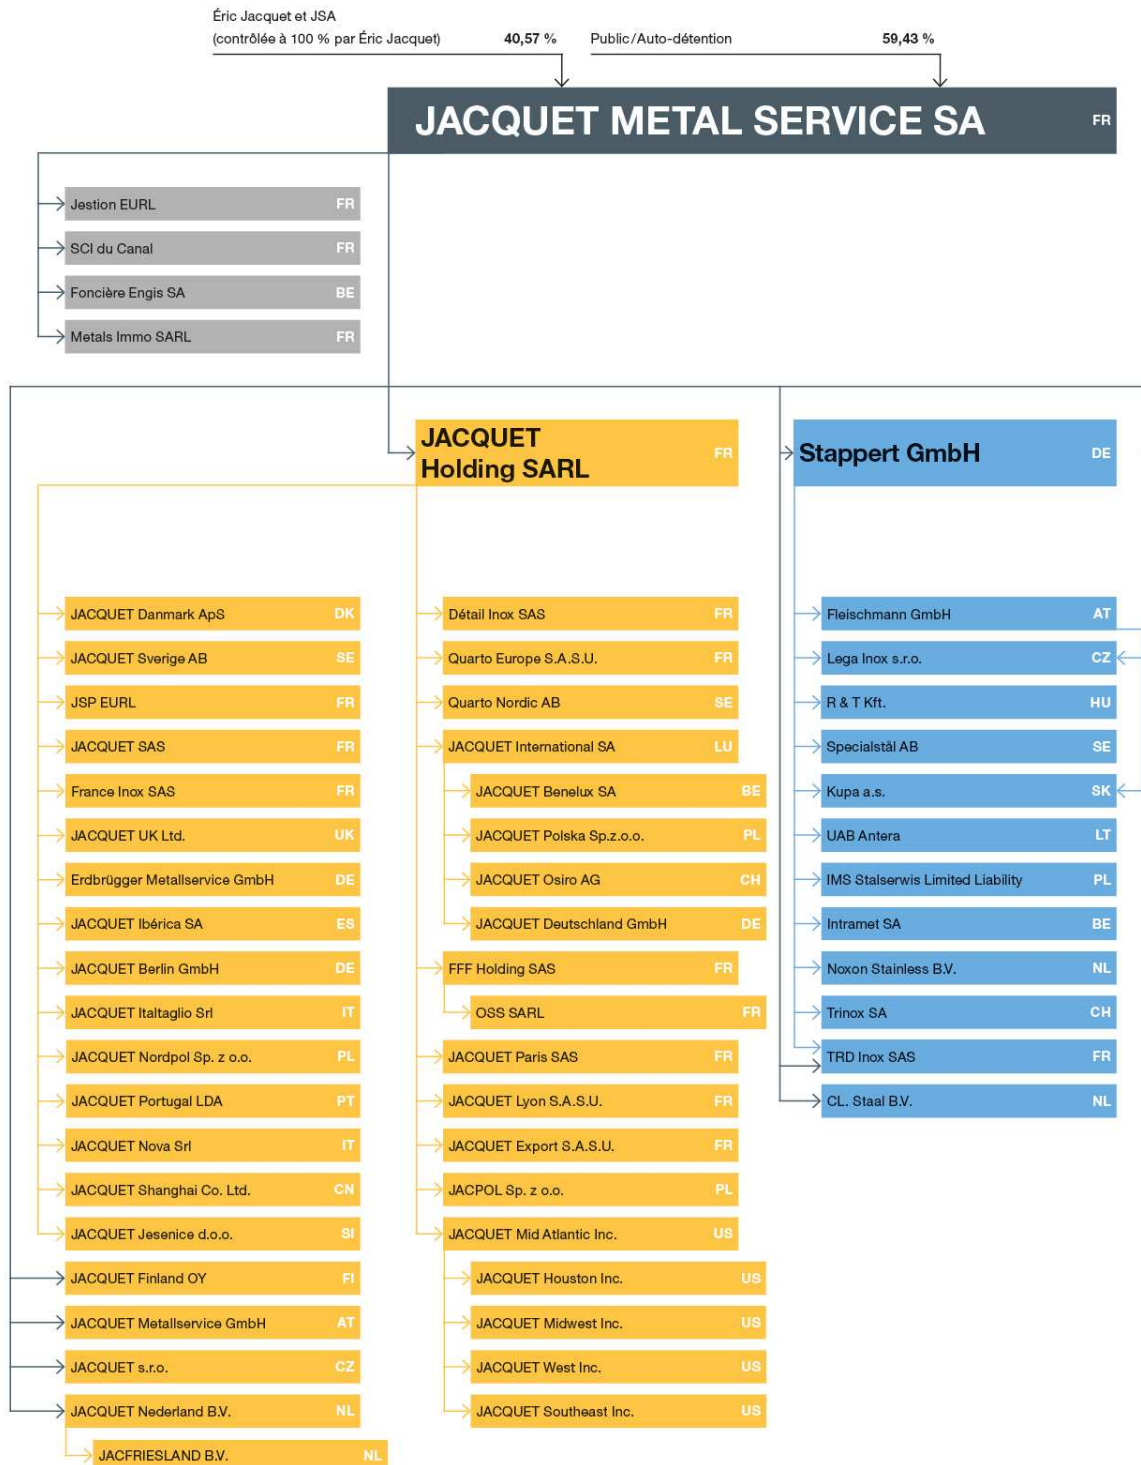 Éric Jacquet et JSA
(contrôlée à 100 % par Éric Jacquet) 40,57 % Public/Auto-détention 59,43 %
JACQUET METAL SERVICE SA FR
Jestion EURL FR
SCI du Canal FR
Foncière Engis SA BE
Metals Immo SARL FR
JACQUET
Holding SARL FR
Stappert GmbH DE
JACQUET Danmark ApS DK
JACQUET Sverige AB SE
JSP EURL FR
JACQUET SAS FR
France Inox SAS FR
JACQUET UK Ltd. UK
Erdbrügger Metallservice GmbH DE
JACQUET Ibérica SA ES
JACQUET Berlin GmbH DE
JACQUET Italtaglio Srl IT
JACQUET Nordpol Sp. z o.o. PL
JACQUET Portugal LDA PT
JACQUET Nova Srl IT
JACQUET Shanghai Co. Ltd. CN
JACQUET Jesenice d.o.o. SI
JACQUET Finland OY FI
JACQUET Metallservice GmbH AT
JACQUET s.r.o. CZ
JACQUET Nederland B.V. NL
JACFRIESLAND B.V. NL
Détail Inox SAS FR
Quarto Europe S.A.S.U. FR
Quarto Nordic AB SE
JACQUET International SA LU
JACQUET Benelux SA BE
JACQUET Polska Sp.z.o.o. PL
JACQUET Osiro AG CH
JACQUET Deutschland GmbH DE
FFF Holding SAS FR
OSS SARL FR
JACQUET Paris SAS FR
JACQUET Lyon S.A.S.U. FR
JACQUET Export S.A.S.U. FR
JACPOL Sp. z o.o. PL
JACQUET Mid Atlantic Inc. US
JACQUET Houston Inc. US
JACQUET Midwest Inc. US
JACQUET West Inc. US
JACQUET Southeast Inc. US
Fleischmann GmbH AT
Lega Inox s.r.o. CZ
R & T Kft. HU
Specialstål AB SE
Kupa a.s. SK
UAB Antera LT
IMS Stalserwis Limited Liability PL
Intramet SA BE
Noxon Stainless B.V. NL
Trinox SA CH
TRD Inox SAS FR
CL. Staal B.V. NL